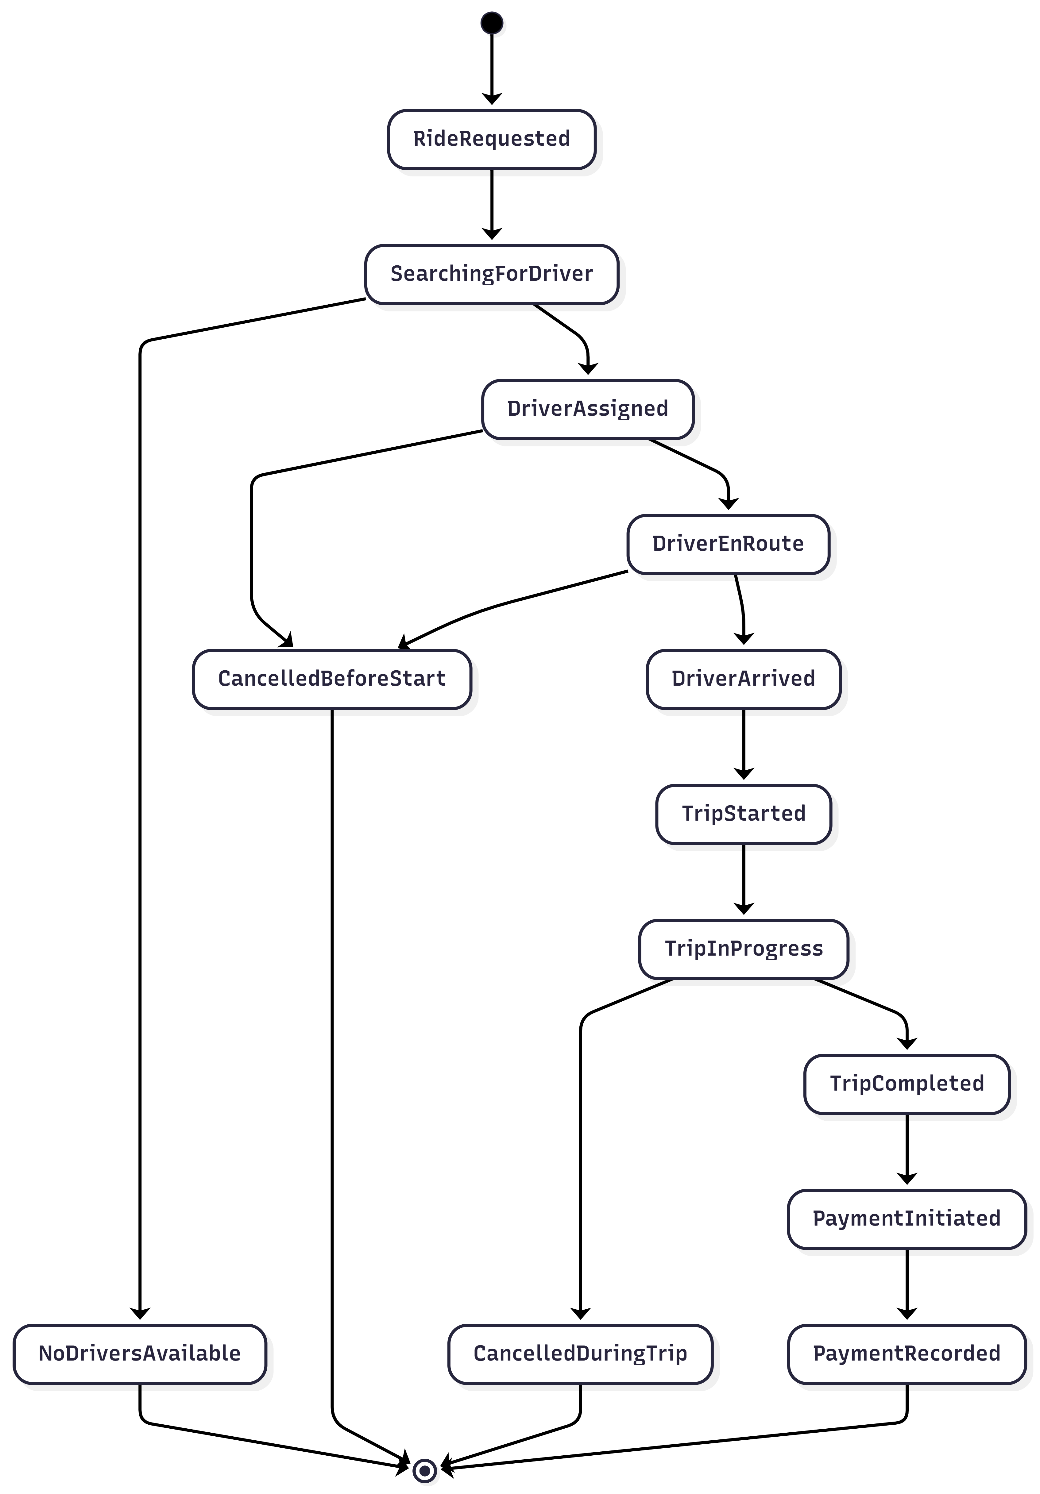 RideRequested
SearchingForDriver
DriverAssigned
DriverEnRoute
CancelledBeforeStart
DriverArrived
TripStarted
TripInProgress
TripCompleted
PaymentInitiated
NoDriversAvailable
CancelledDuringTrip
PaymentRecorded